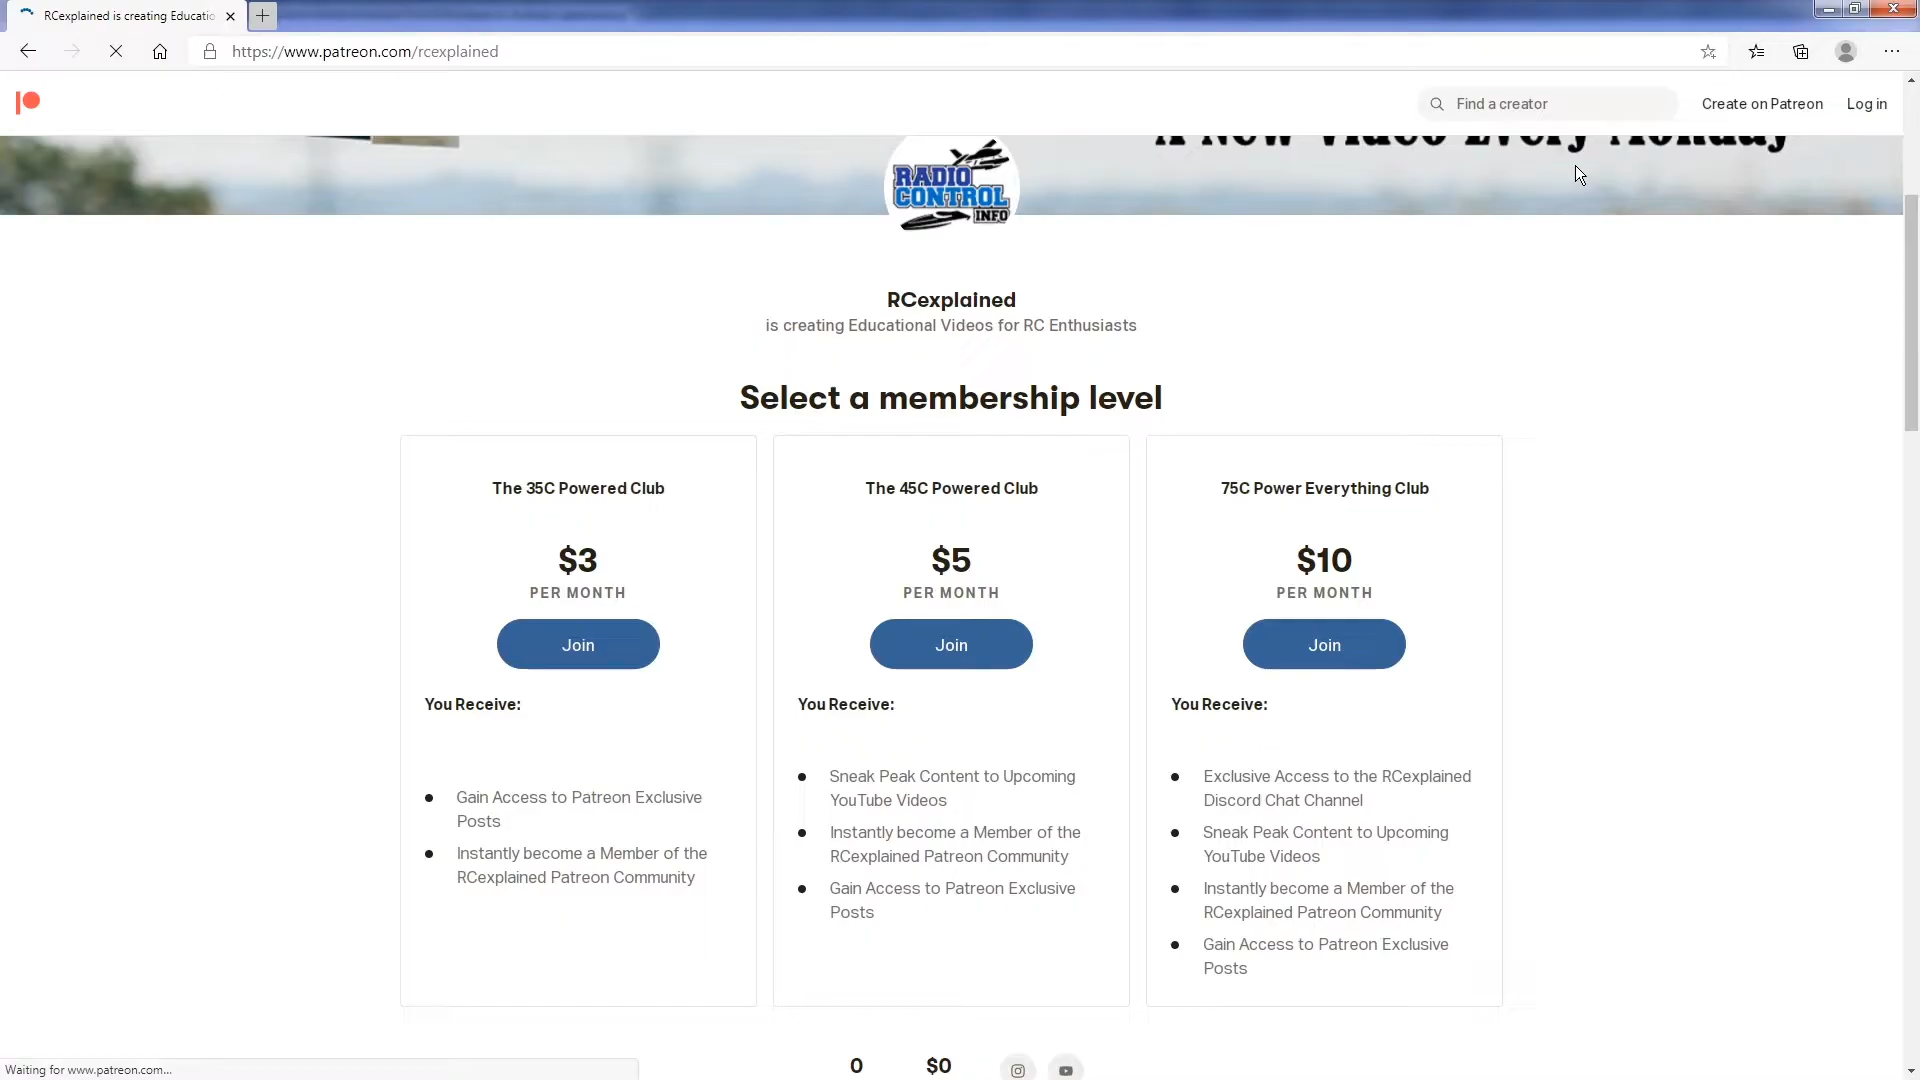 RCexplained is creating Educatio
https://www.patreon.com/rcexplained
Find a creator
Create on Patreon
Log in
A New Video Every Monday
RADIO
CONTROL
INFO
RCexplained
is creating Educational Videos for RC Enthusiasts
Select a membership level
The 35C Powered Club
$3
PER MONTH
Join
You Receive:
Gain Access to Patreon Exclusive
Posts
Instantly become a Member of the
RCexplained Patreon Community
The 45C Powered Club
$5
PER MONTH
Join
You Receive:
Sneak Peak Content to Upcoming
YouTube Videos
Instantly become a Member of the
RCexplained Patreon Community
Gain Access to Patreon Exclusive
Posts
75C Power Everything Club
$10
PER MONTH
Join
You Receive:
Exclusive Access to the RCexplained
Discord Chat Channel
Sneak Peak Content to Upcoming
YouTube Videos
Instantly become a Member of the
RCexplained Patreon Community
Gain Access to Patreon Exclusive
Posts
0
$0
Waiting for www.patreon.com...